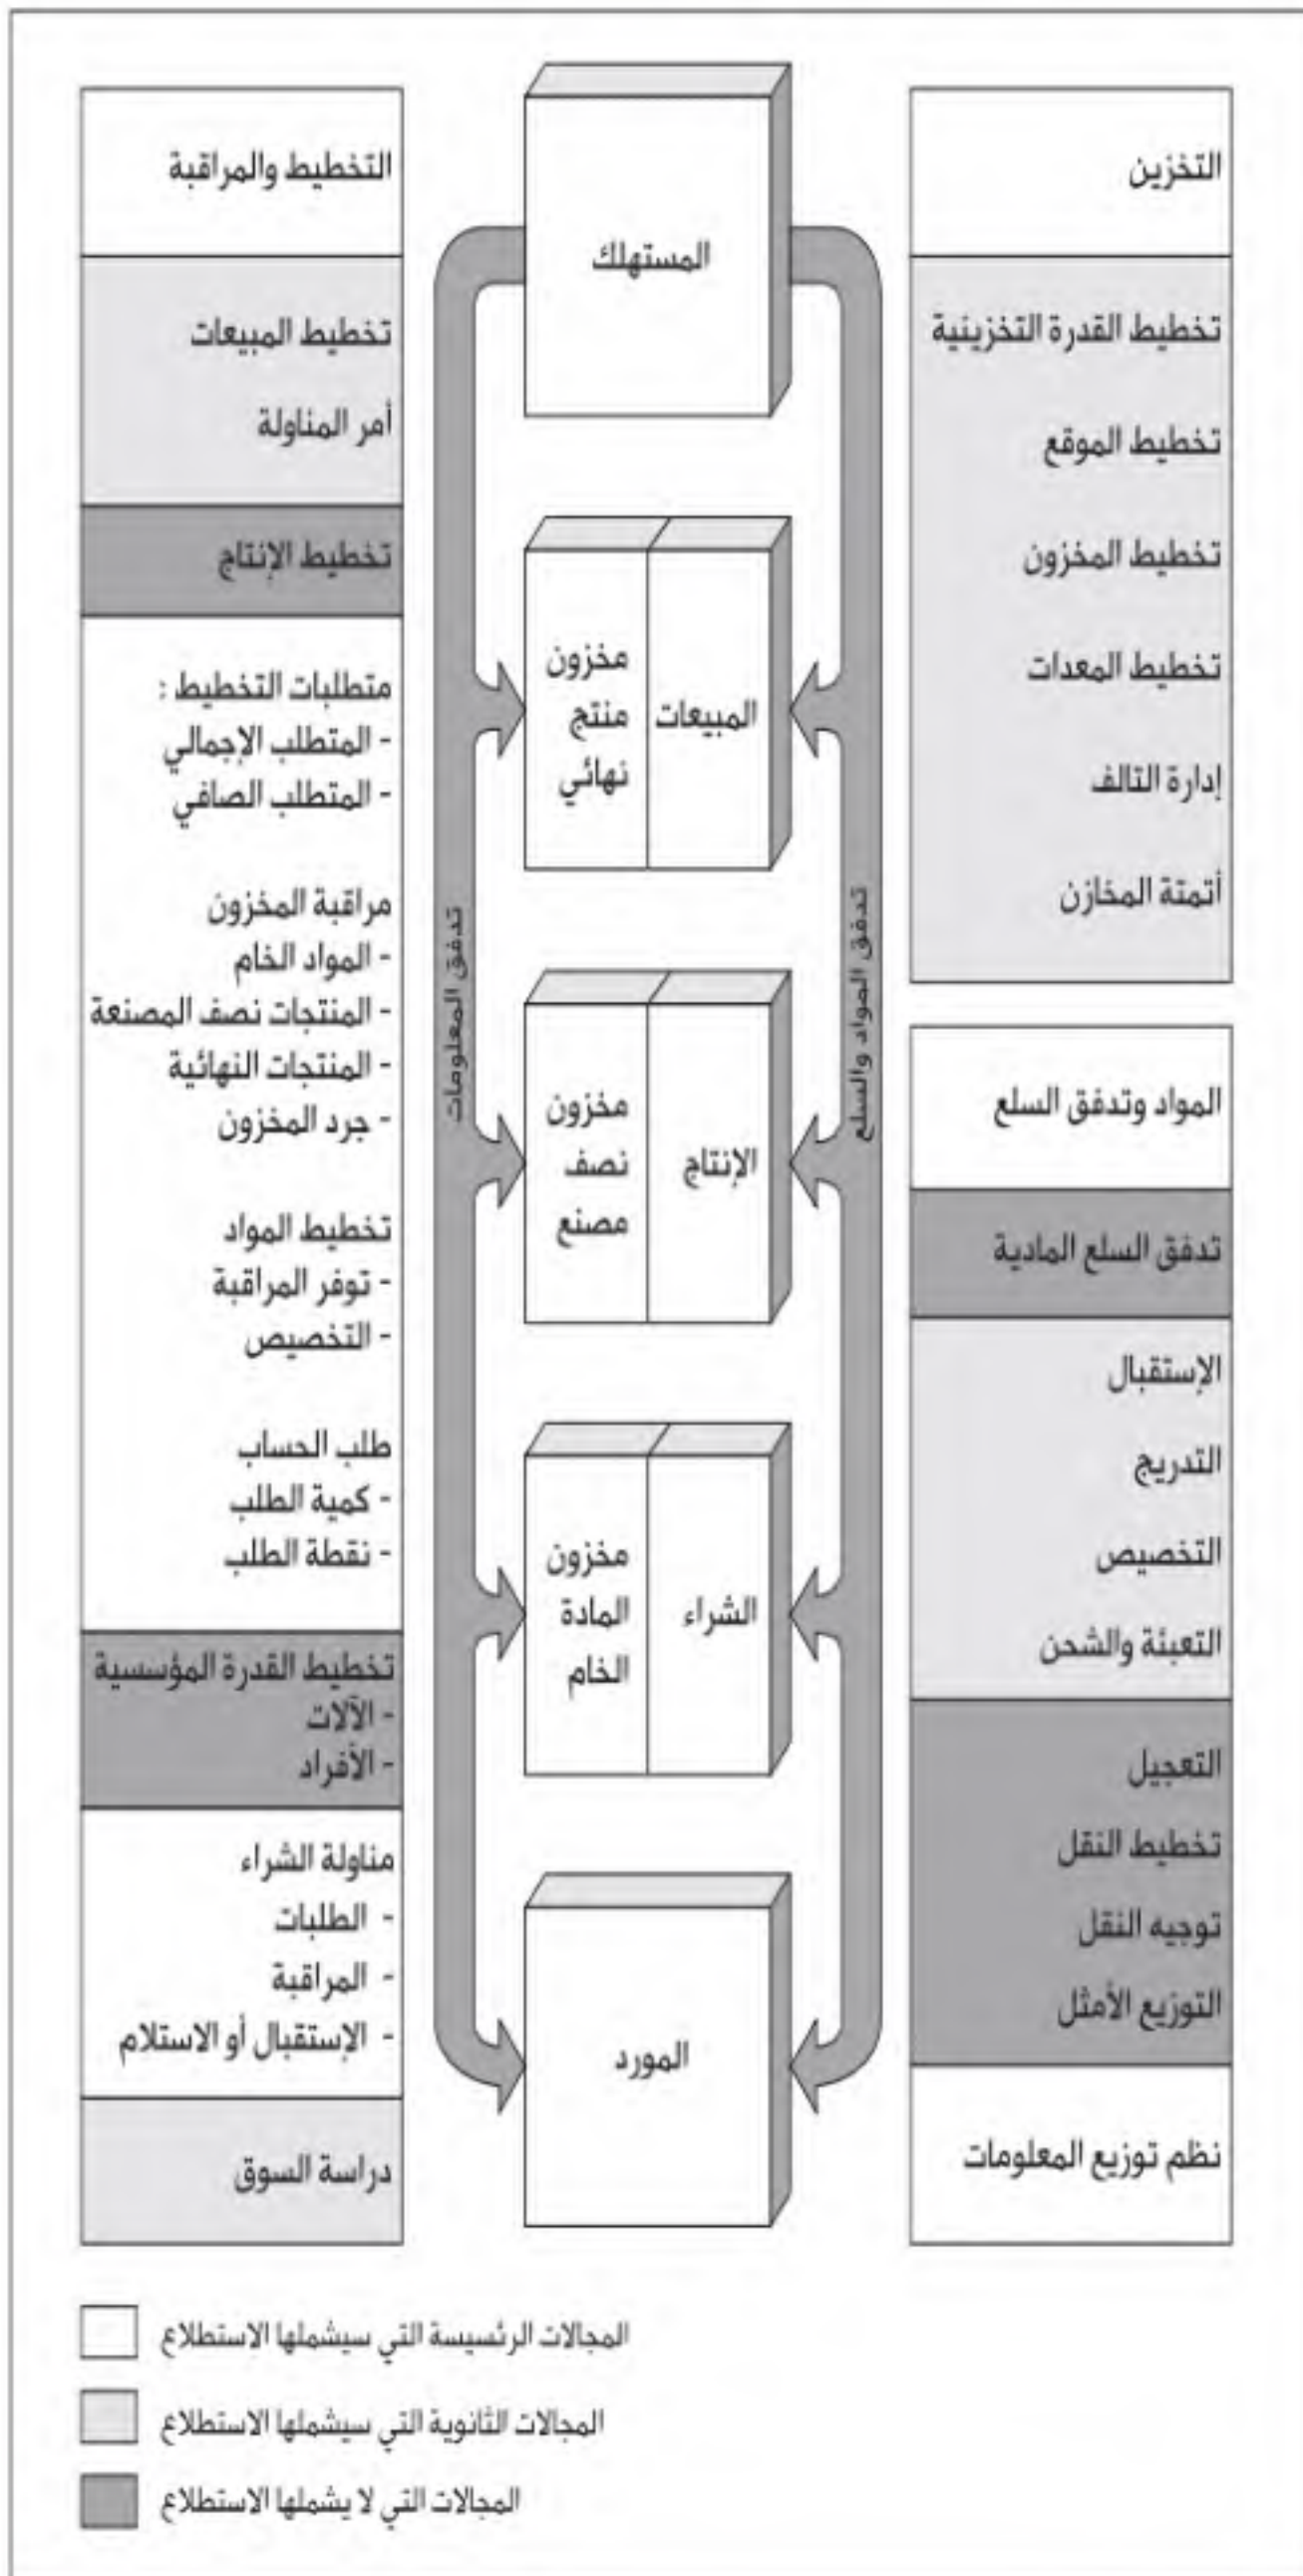 التخزين
تخطيط القدرة التخزينية
تخطيط الموقع
تخطيط المخزون
تخطيط المعدات
إدارة التالف
أتمتة المخازن
المواد وتدفق السلع
تدفق السلع المادية
الإستقبال
التدريج
التخصيص
التعبئة والشحن
التعجيل
تخطيط النقل
توجيه النقل
التوزيع الأمثل
نظم توزيع المعلومات
تدفق المواد والسلع
المستهلك
المبيعات
مخزون
منتج
نهائي
الإنتاج
مخزون
نصف
مصنع
الشراء
مخزون
المادة
الخام
المورد
تدفق المعلومات
التخطيط والمراقبة
تخطيط المبيعات
أمر المناولة
تخطيط الإنتاج
متطلبات التخطيط :
- المتطلب الإجمالي
- المتطلب الصافي
مراقبة المخزون
- المواد الخام
- المنتجات نصف المصنعة
- المنتجات النهائية
- جرد المخزون
تخطيط المواد
- توفر المراقبة
- التخصيص
طلب الحساب
- كمية الطلب
- نقطة الطلب
تخطيط القدرة المؤسسية
- الآلات
- الأفراد
مناولة الشراء
- الطلبات
- المراقبة
- الإستقبال أو الاستلام
دراسة السوق
المجالات الرئسيسة التي سيشملها الاستطلاع
المجالات الثانوية التي سيشملها الاستطلاع
المجالات التي لا يشملها الاستطلاع